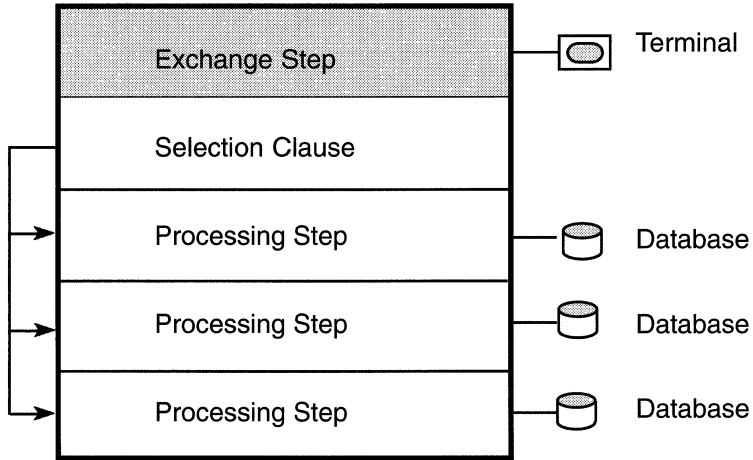 Exchange Step
Terminal
Selection Clause
Processing Step
Database
Processing Step
Database
Processing Step
Database